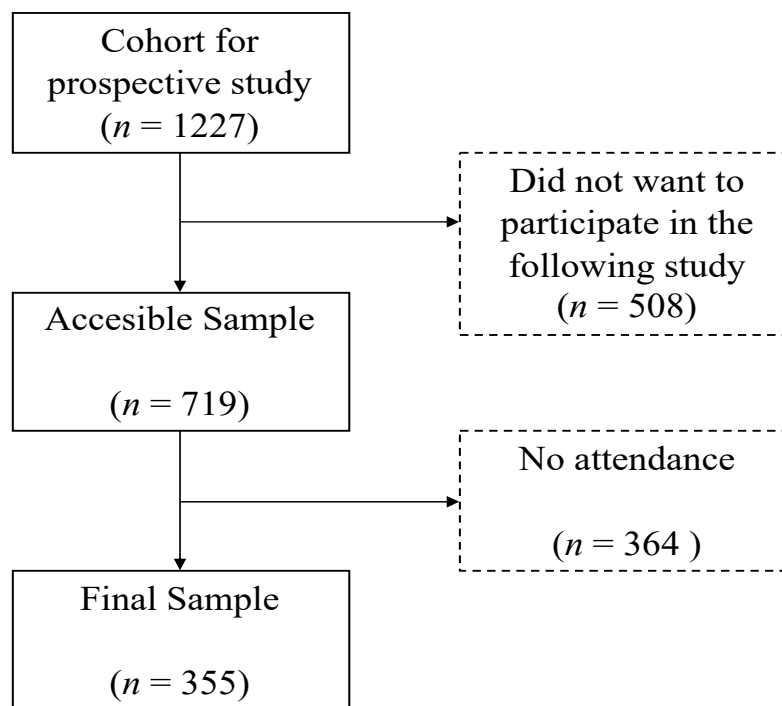 Cohort for
prospective study
(n = 1227)
Did not want to
participate in the
following study
(n = 508)
Accesible Sample
(n = 719)
No attendance
(n = 364 )
Final Sample
(n = 355)